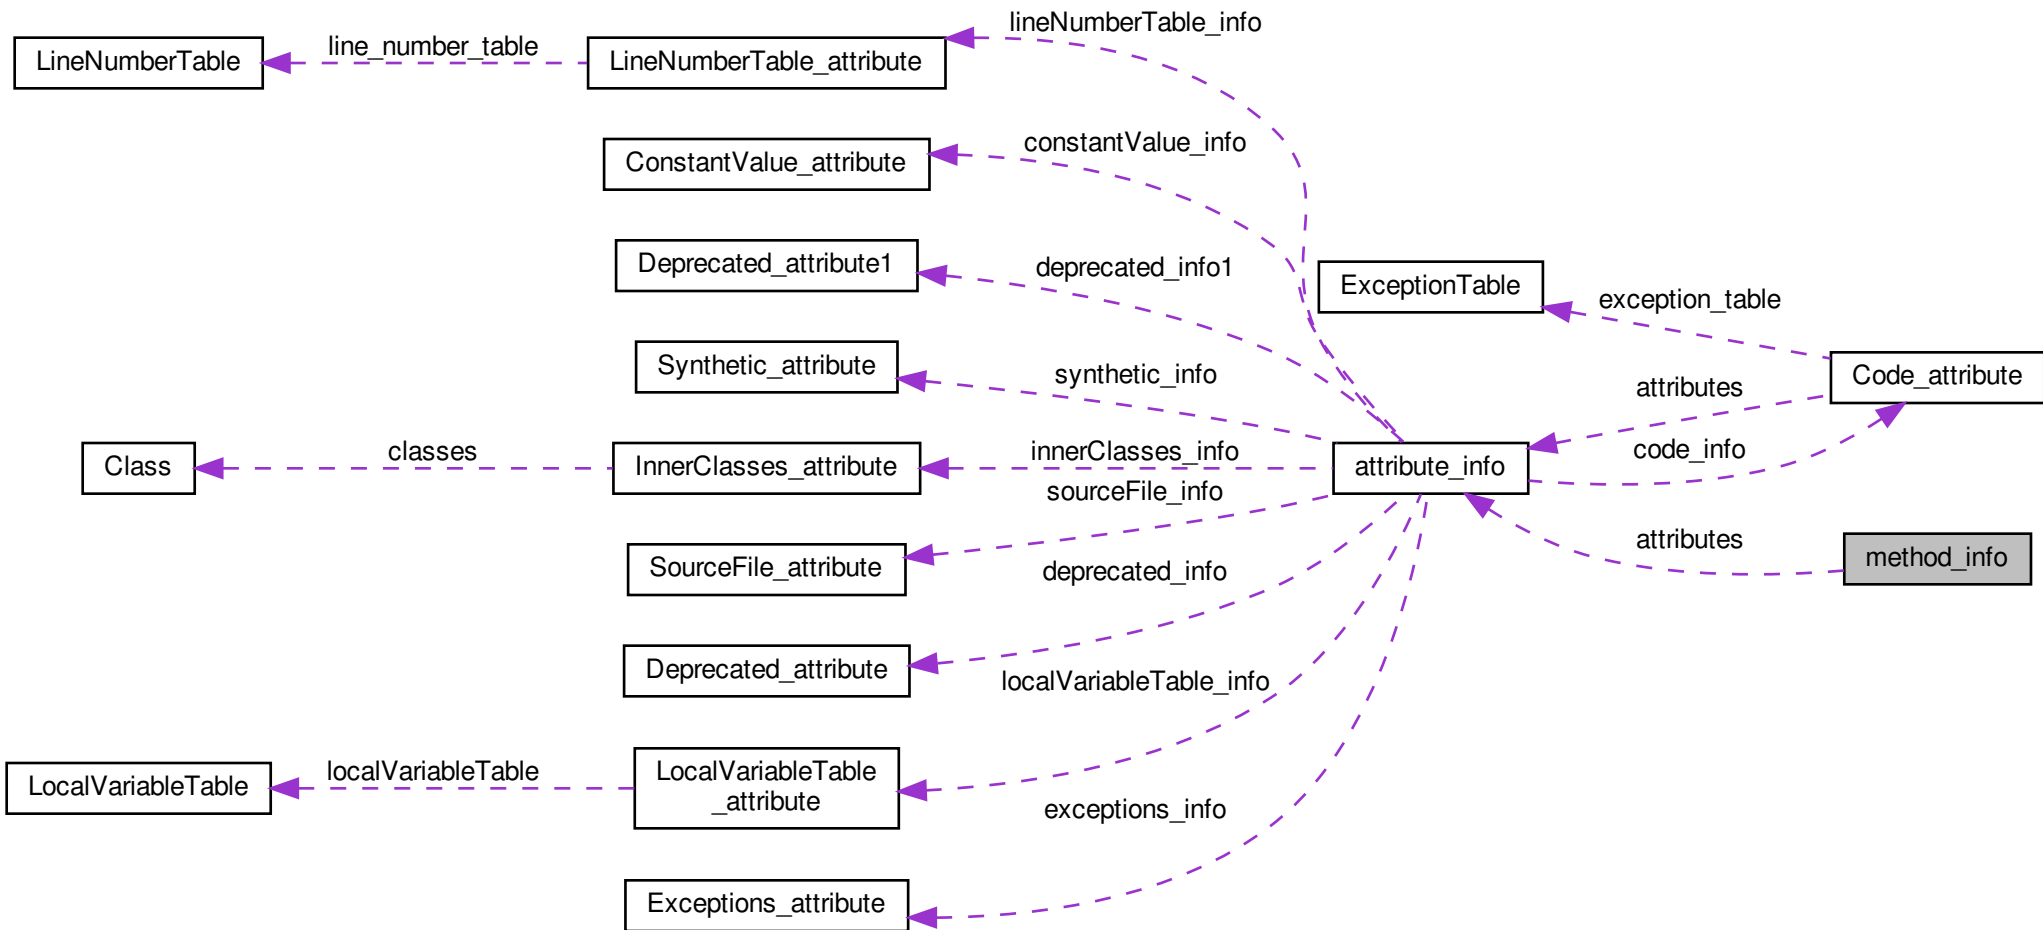 lineNumberTable_info
LineNumberTable
line_number_table
LineNumberTable_attribute
constantValue_info
ConstantValue_attribute
Deprecated_attribute1
deprecated_info1
ExceptionTable
exception_table
Synthetic_attribute
synthetic_info
attributes
Code_attribute
Class
classes
InnerClasses_attribute
innerClasses_info
attribute_info
code_info
sourceFile_info
SourceFile_attribute
deprecated_info
attributes
method_info
Deprecated_attribute
localVariableTable_info
LocalVariableTable
localVariableTable
LocalVariableTable
_attribute
exceptions_info
Exceptions_attribute